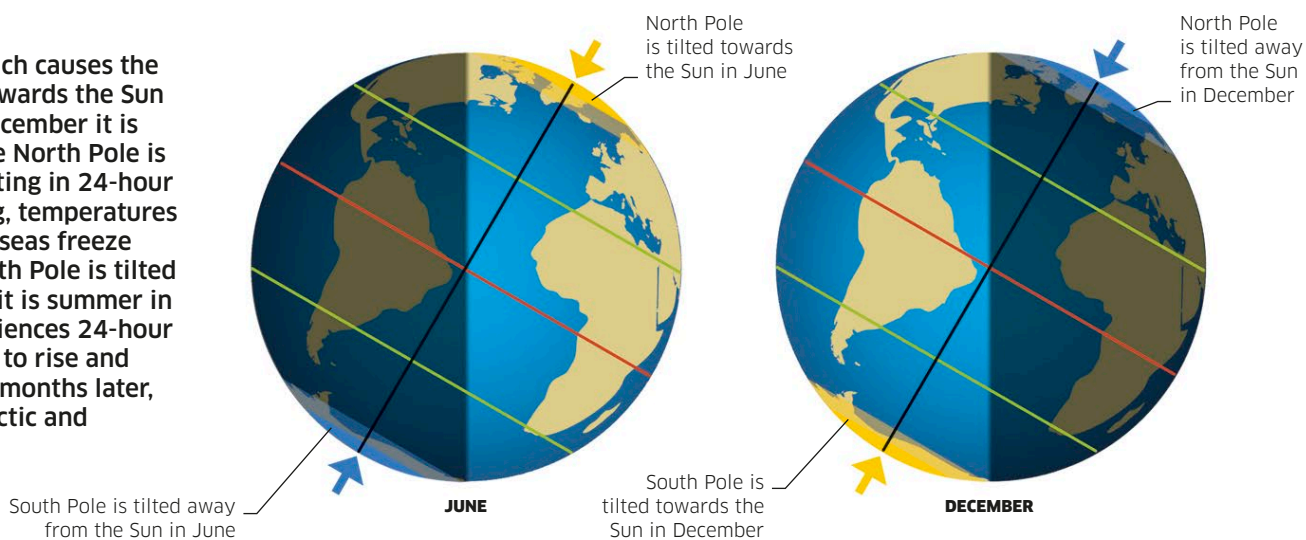 ch causes the
wards the Sun
cember it is
e North Pole is
ting in 24-hour
g, temperatures
seas freeze
th Pole is tilted
it is summer in
riences 24-hour
to rise and
months later,
ctic and
North Pole
is tilted towards
the Sun in June
South Pole is tilted away
from the Sun in June
JUNE
North Pole
is tilted away
from the Sun
in December
South Pole is
tilted towards the
Sun in December
DECEMBER